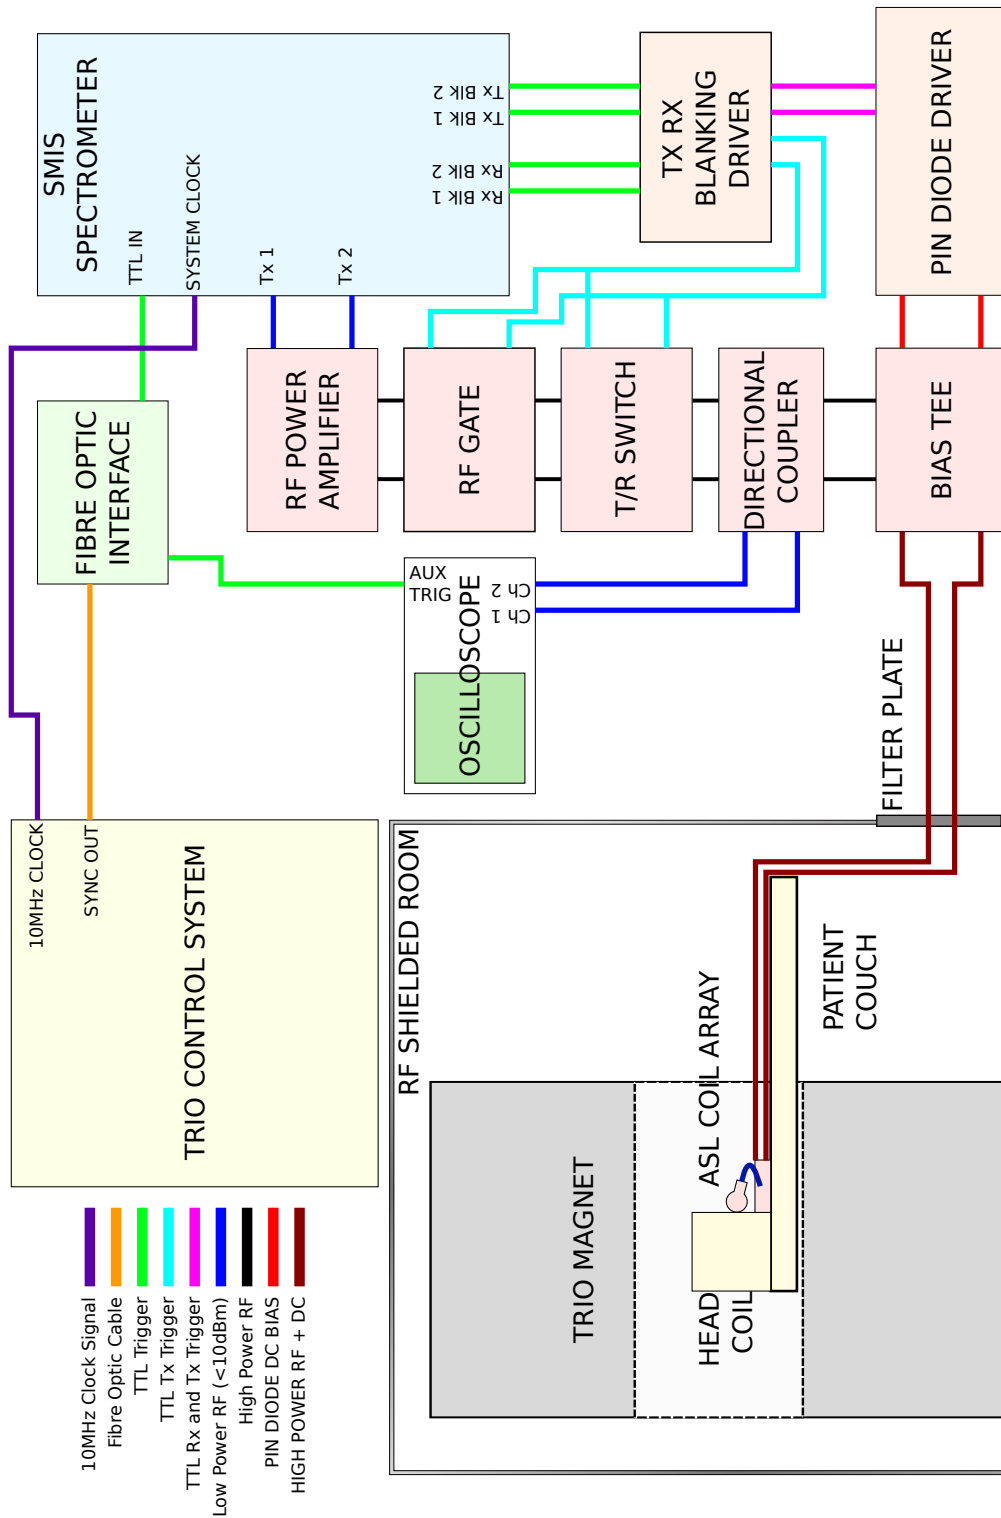 SMIS
SPECTROMETER
TTL IN
SYSTEM CLOCK
Tx 1
Tx 2
Tx Blk 2
Tx Blk 1
Rx Blk 2
Rx Blk 1
TX RX
BLANKING
DRIVER
PIN DIODE DRIVER
FIBRE OPTIC
INTERFACE
RF POWER
AMPLIFIER
RF GATE
T/R SWITCH
DIRECTIONAL
COUPLER
BIAS TEE
AUX
TRIG
Ch 2
Ch 1
OSCILLOSCOPE
FILTER PLATE
10MHz CLOCK
SYNC OUT
TRIO CONTROL SYSTEM
RF SHIELDED ROOM
PATIENT
COUCH
ASL COIL ARRAY
HEAD
COIL
TRIO MAGNET
10MHz Clock Signal
Fibre Optic Cable
TTL Trigger
TTL Tx Trigger
TTL Rx and Tx Trigger
Low Power RF (<10dBm)
High Power RF
PIN DIODE DC BIAS
HIGH POWER RF + DC